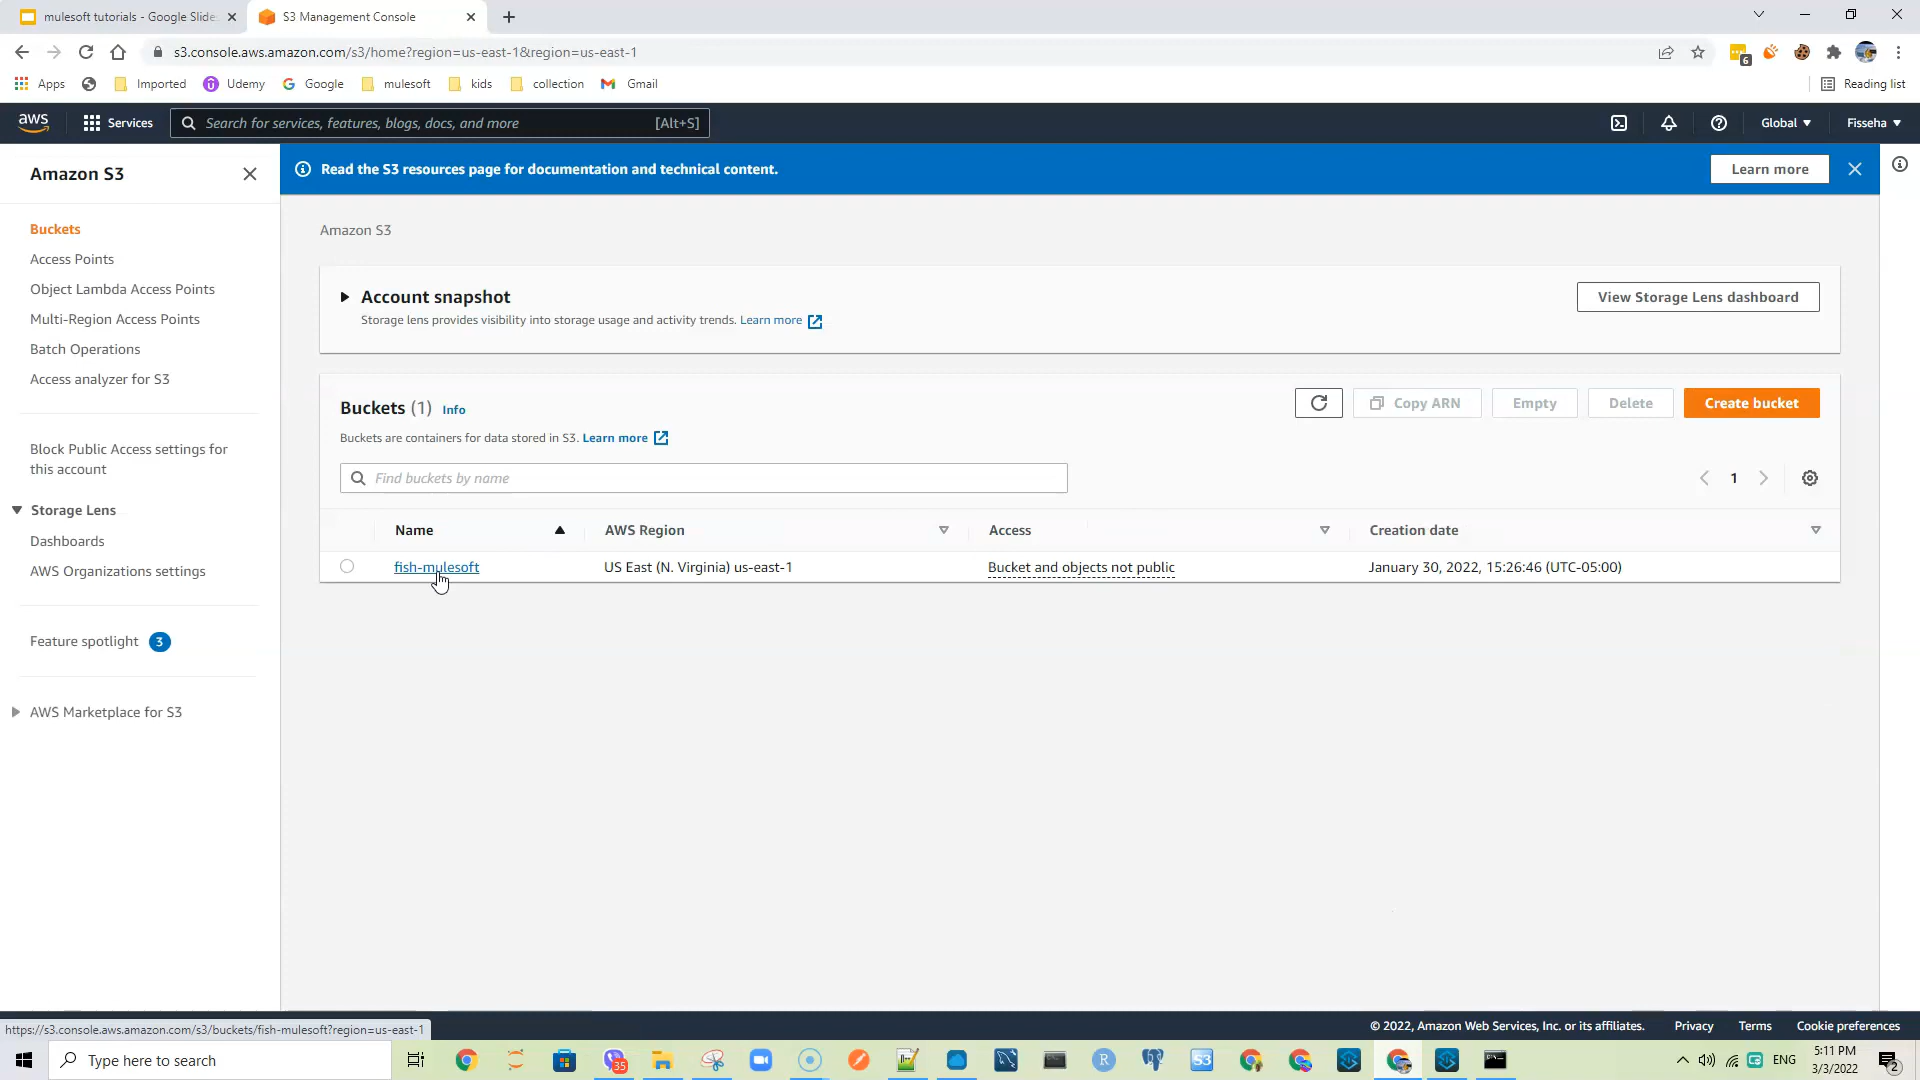 mulesoft tutorials - Google Slide
S3 Management Console
s3.console.aws.amazon.com/s3/home?region=us-east-1&region=us-east-1
6
Apps
Imported
Udemy
Google
mulesoft
kids
collection
Gmail
Reading list
aws
Services
Search for services, features, blogs, docs, and more
[Alt+S]
Global
Fisseha
Amazon S3
Read the S3 resources page for documentation and technical content.
Learn more
Buckets
Access Points
Object Lambda Access Points
Multi-Region Access Points
Batch Operations
Access analyzer for S3
Block Public Access settings for
this account
Storage Lens
Dashboards
AWS Organizations settings
Feature spotlight 3
AWS Marketplace for S3
Amazon S3
Account snapshot
Storage lens provides visibility into storage usage and activity trends. Learn more
View Storage Lens dashboard
Buckets (1) Info
Buckets are containers for data stored in S3. Learn more
Copy ARN
Empty
Delete
Create bucket
Find buckets by name
1
Name
AWS Region
Access
Creation date
fish-mulesoft
US East (N. Virginia) us-east-1
Bucket and objects not public
January 30, 2022, 15:26:46 (UTC-05:00)
https://s3.console.aws.amazon.com/s3/buckets/fish-mulesoft?region=us-east-1
© 2022, Amazon Web Services, Inc. or its affiliates.
Privacy
Terms
Cookie preferences
Type here to search
35
R
S3
ENG
5:11 PM
3/3/2022
2